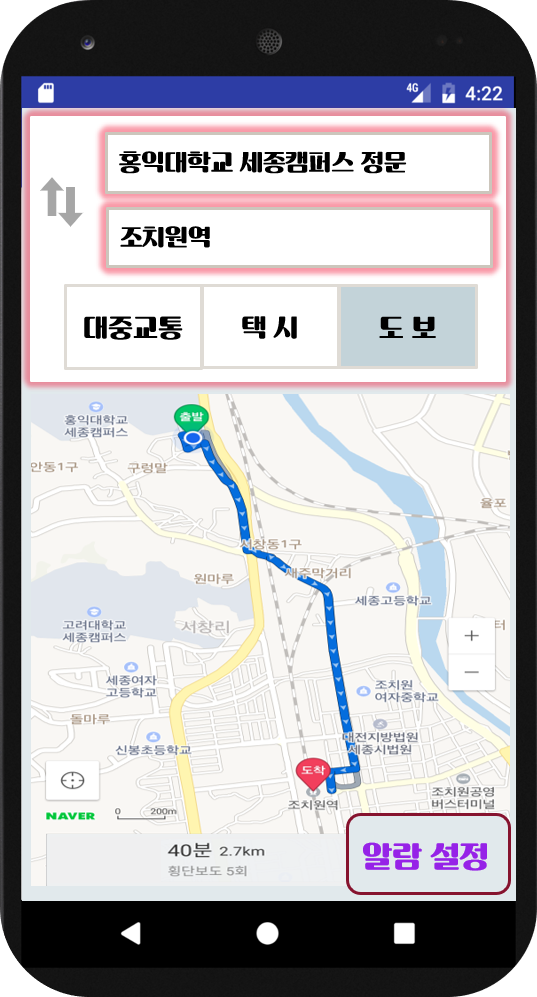 4G 4:22
홍익대학교 세종캠퍼스 정문
조치원역
대중교통
택 시
도 보
출발
홍익대학교
세종캠퍼스
안동1구
구렁말
율포
서창동1구
원마루
새주막거리
세종고등학교
고려대학교
세종캠퍼스
서창리
터
세종여자
고등학교
조치원
여자중학교
돌마루
대전지방법원
세종시법원
신봉초등학교
도착
조치원역
조치원공영
버스터미널
NAVER
0 200m
40분 2.7km
횡단보도 5회
알람 설정